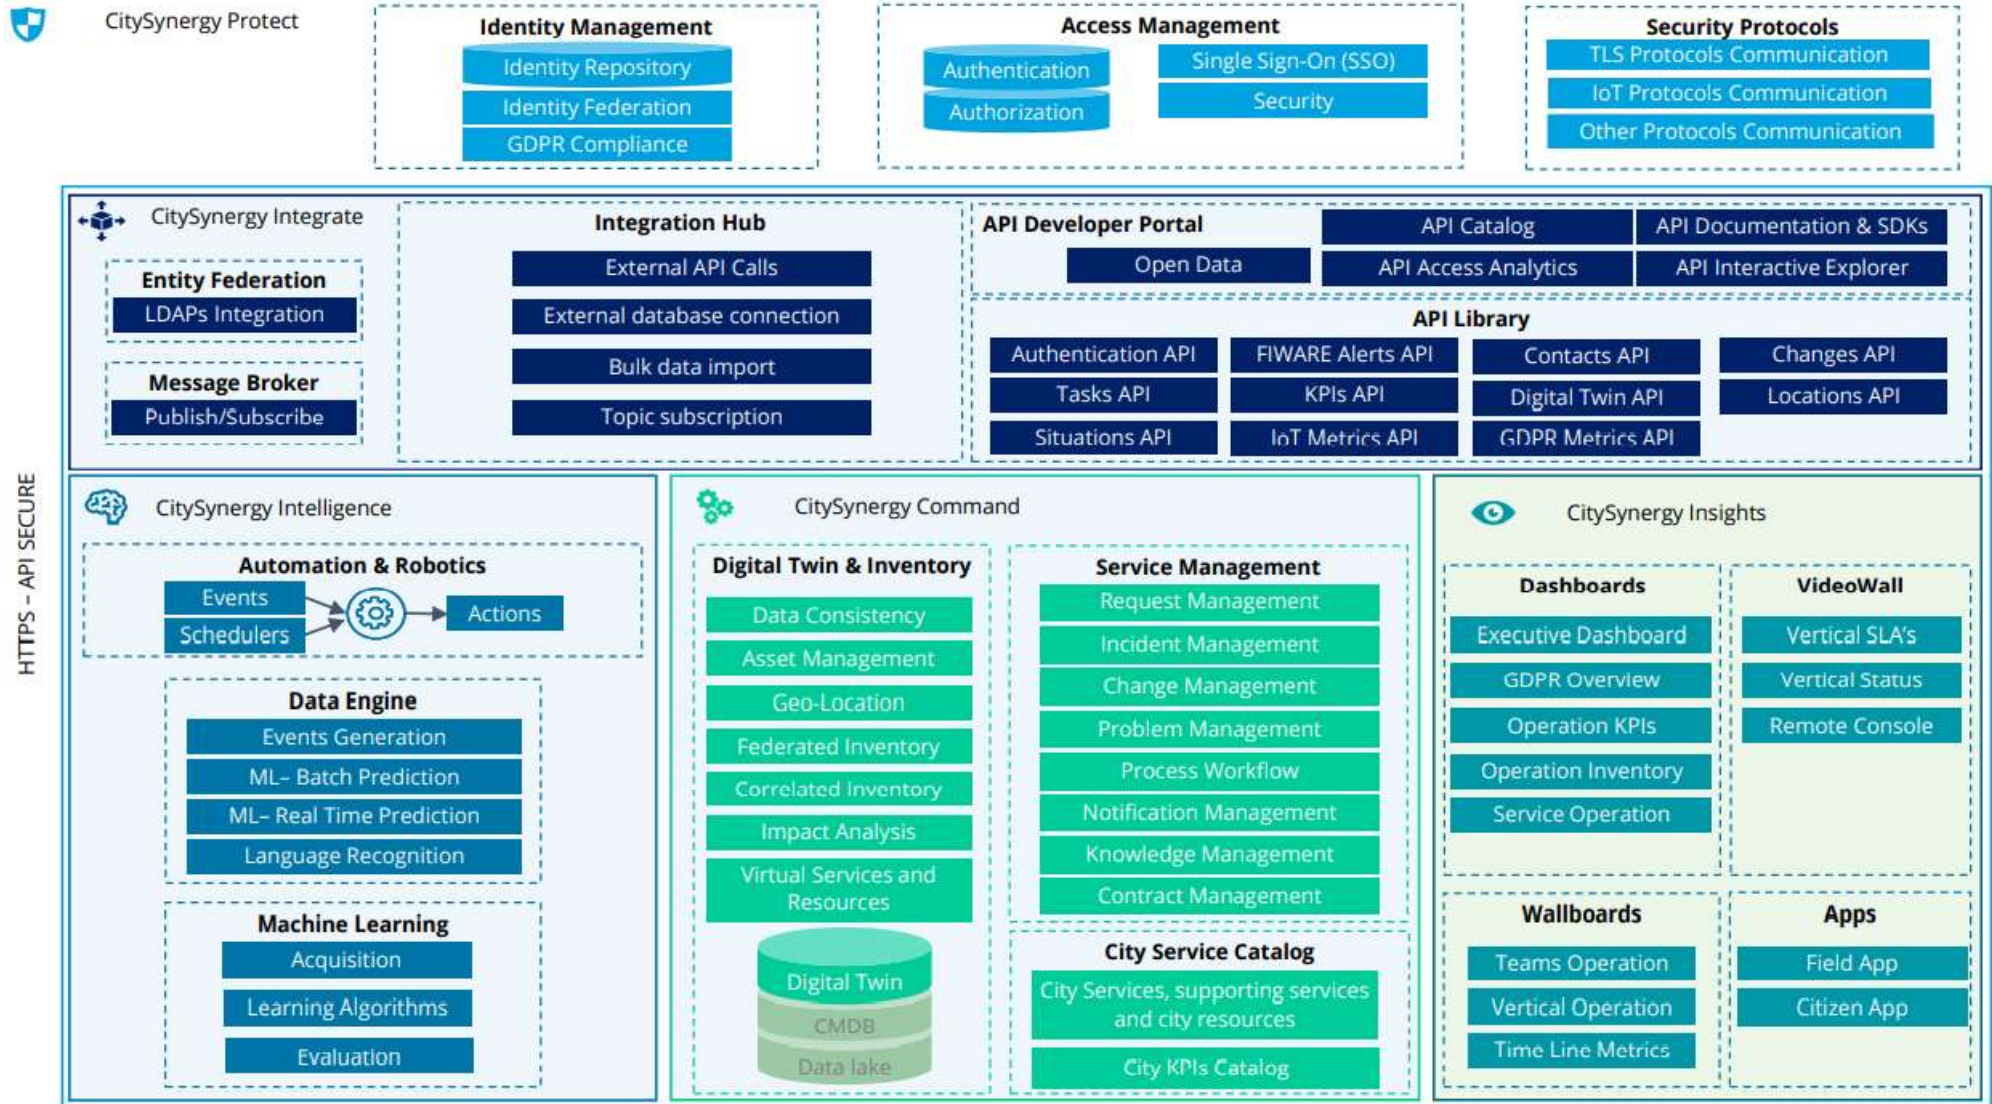 CitySynergy Protect
Identity Management
Identity Repository
Identity Federation
GDPR Compliance
Access Management
Authentication
Authorization
Single Sign-On (SSO)
Security
Security Protocols
TLS Protocols Communication
IoT Protocols Communication
Other Protocols Communication
HTTPS – API SECURE
CitySynergy Integrate
Entity Federation
LDAPs Integration
Message Broker
Publish/Subscribe
Integration Hub
External API Calls
External database connection
Bulk data import
Topic subscription
API Developer Portal
Open Data
API Catalog
API Documentation & SDKs
API Access Analytics
API Interactive Explorer
API Library
Authentication API
FIWARE Alerts API
Contacts API
Changes API
Tasks API
KPIs API
Digital Twin API
Locations API
Situations API
IoT Metrics API
GDPR Metrics API
CitySynergy Intelligence
Automation & Robotics
Events
Schedulers
Actions
Data Engine
Events Generation
ML– Batch Prediction
ML– Real Time Prediction
Language Recognition
Machine Learning
Acquisition
Learning Algorithms
Evaluation
CitySynergy Command
Digital Twin & Inventory
Data Consistency
Asset Management
Geo-Location
Federated Inventory
Correlated Inventory
Impact Analysis
Virtual Services and
Resources
Digital Twin
CMDB
Data lake
Service Management
Request Management
Incident Management
Change Management
Problem Management
Process Workflow
Notification Management
Knowledge Management
Contract Management
City Service Catalog
City Services, supporting services
and city resources
City KPIs Catalog
CitySynergy Insights
Dashboards
Executive Dashboard
GDPR Overview
Operation KPIs
Operation Inventory
Service Operation
VideoWall
Vertical SLA's
Vertical Status
Remote Console
Wallboards
Teams Operation
Vertical Operation
Time Line Metrics
Apps
Field App
Citizen App